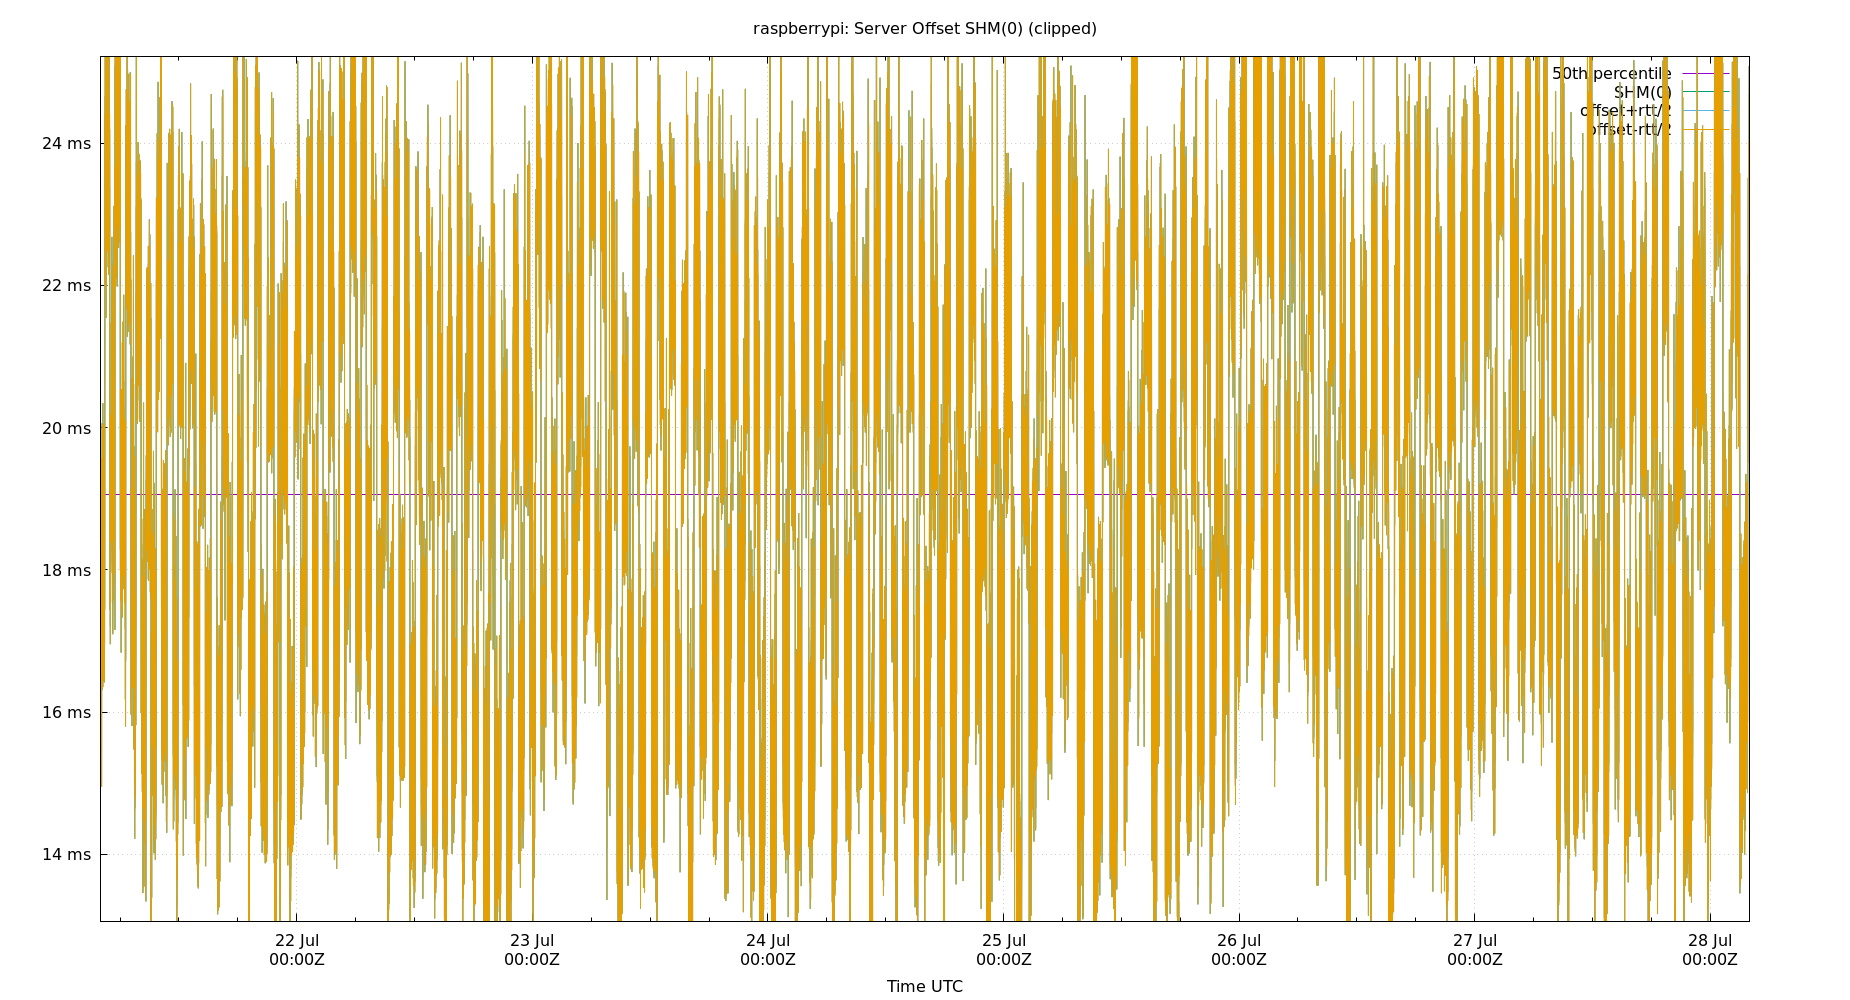 raspberrypi: Server Offset SHM(0) (clipped)
50th percentile
SHM(0)
offset+rtt/2
offset-rtt/2
24 ms
22 ms
20 ms
18 ms
16 ms
14 ms
22 Jul 23 Jul 24 Jul 25 Jul 26 Jul 27 Jul 28 Jul
00:00Z 00:00Z 00:00Z 00:00Z 00:00Z 00:00Z 00:00Z
Time UTC